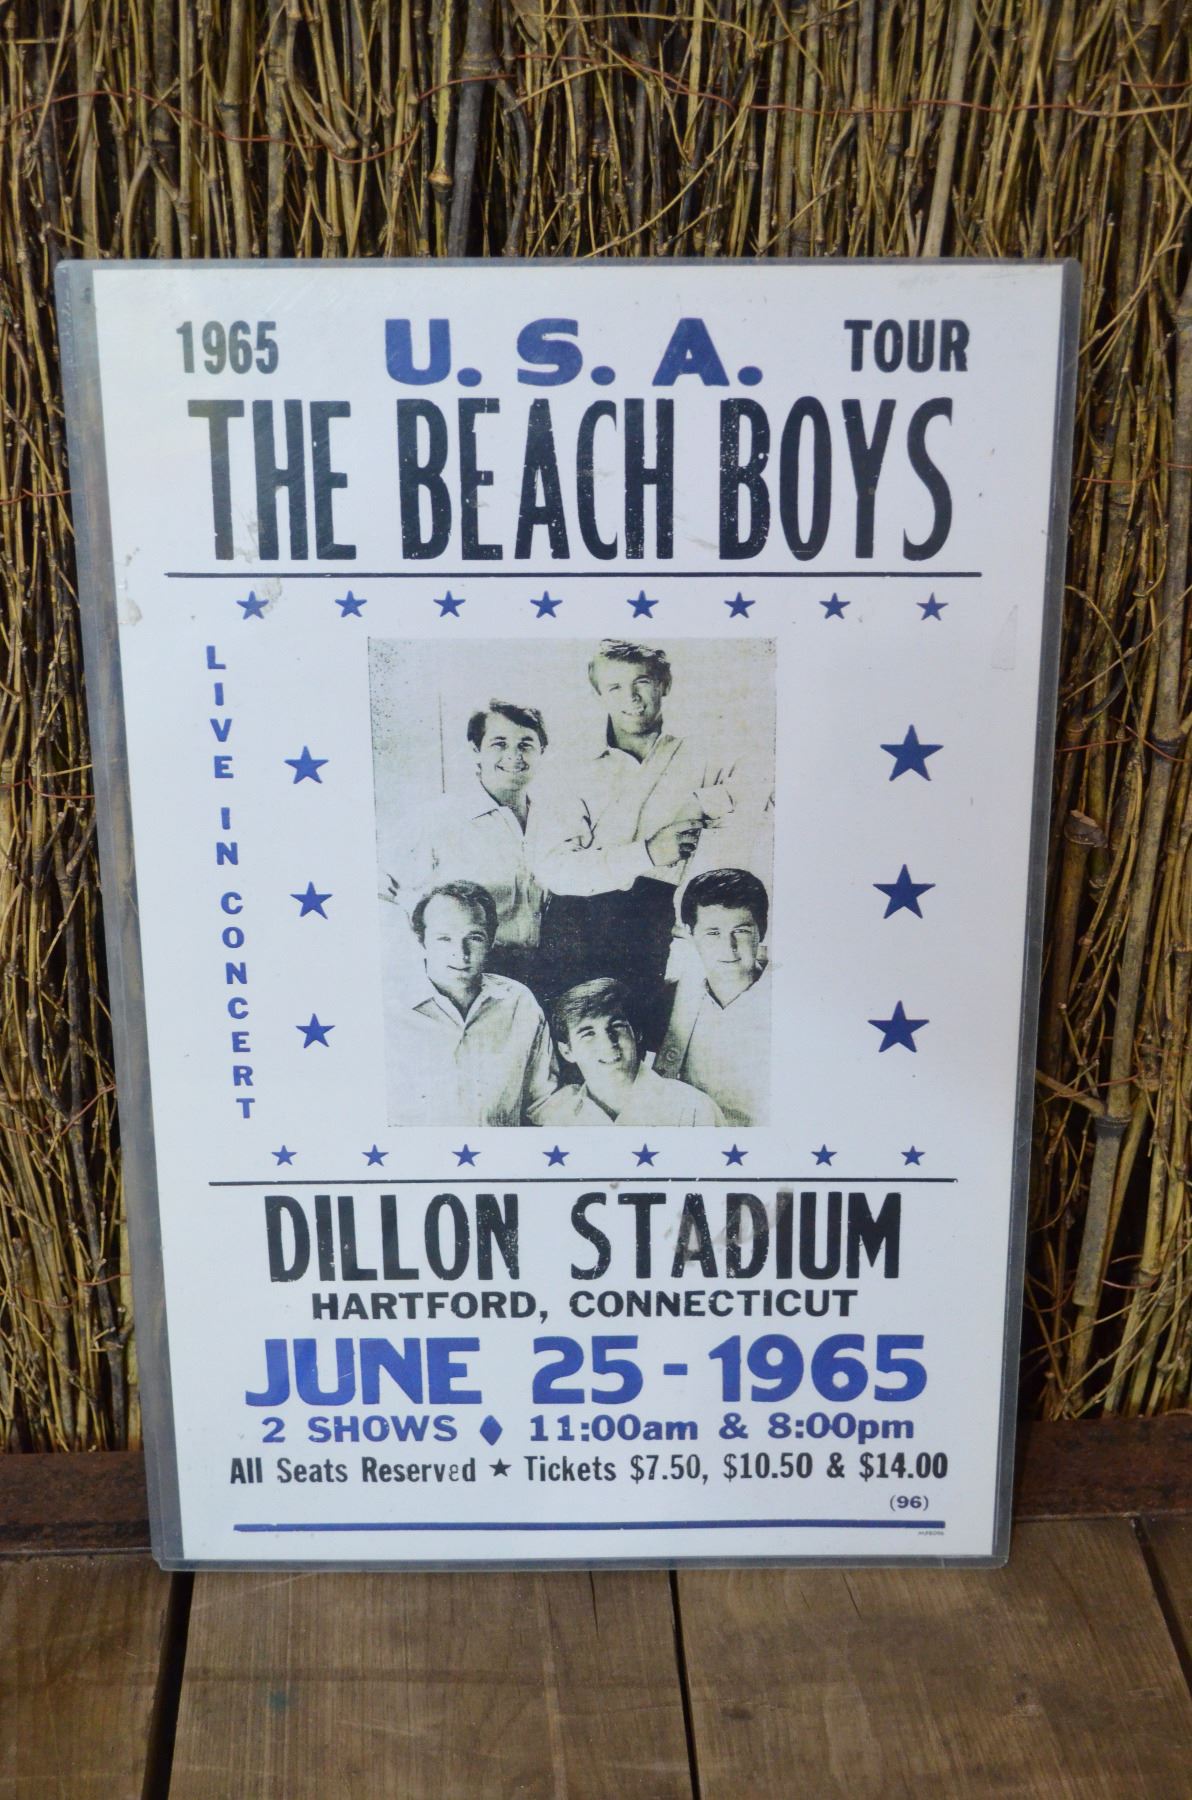 1965 U.S.A. TOUR
THE BEACH BOYS
LIVE IN CONCERT
DILLON STADIUM
HARTFORD, CONNECTICUT
JUNE 25-1965
2 SHOWS ♦ 11:00am & 8:00pm
All Seats Reserved ★ Tickets $7.50, $10.50 & $14.00
(96)